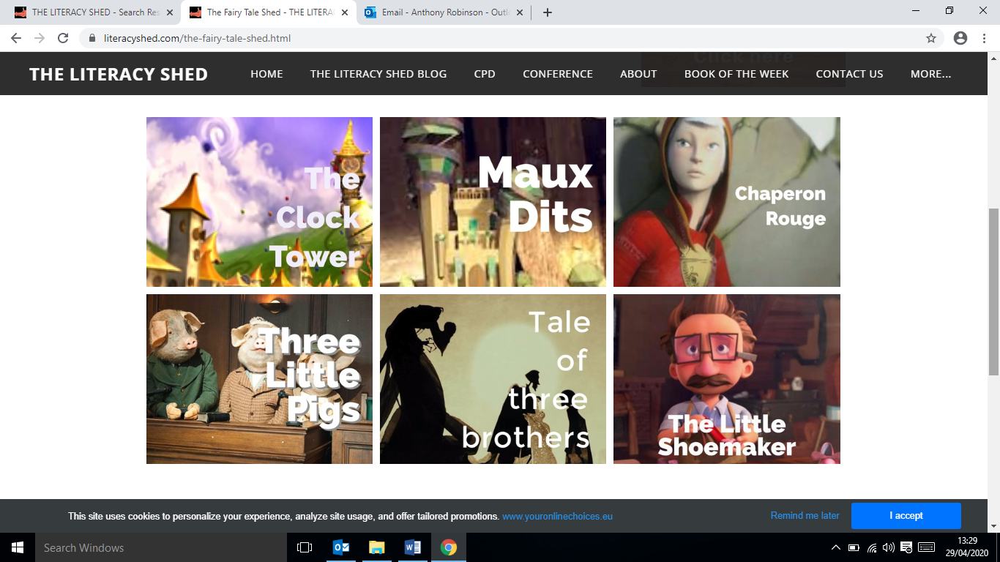 THE LITERACY SHED - Search Res
The Fairy Tale Shed - THE LITERA
Email - Anthony Robinson - Outl
literacyshed.com/the-fairy-tale-shed.html
Click here
THE LITERACY SHED
HOME
THE LITERACY SHED BLOG
CPD
CONFERENCE
ABOUT
BOOK OF THE WEEK
CONTACT US
MORE...
The
Clock
Tower
Maux
Dits
Chaperon
Rouge
Three
Little
Pigs
Tale
of
three
brothers
The Little
Shoemaker
This site uses cookies to personalize your experience, analyze site usage, and offer tailored promotions. www.youronlinechoices.eu
Remind me later
I accept
Search Windows
13:29
29/04/2020